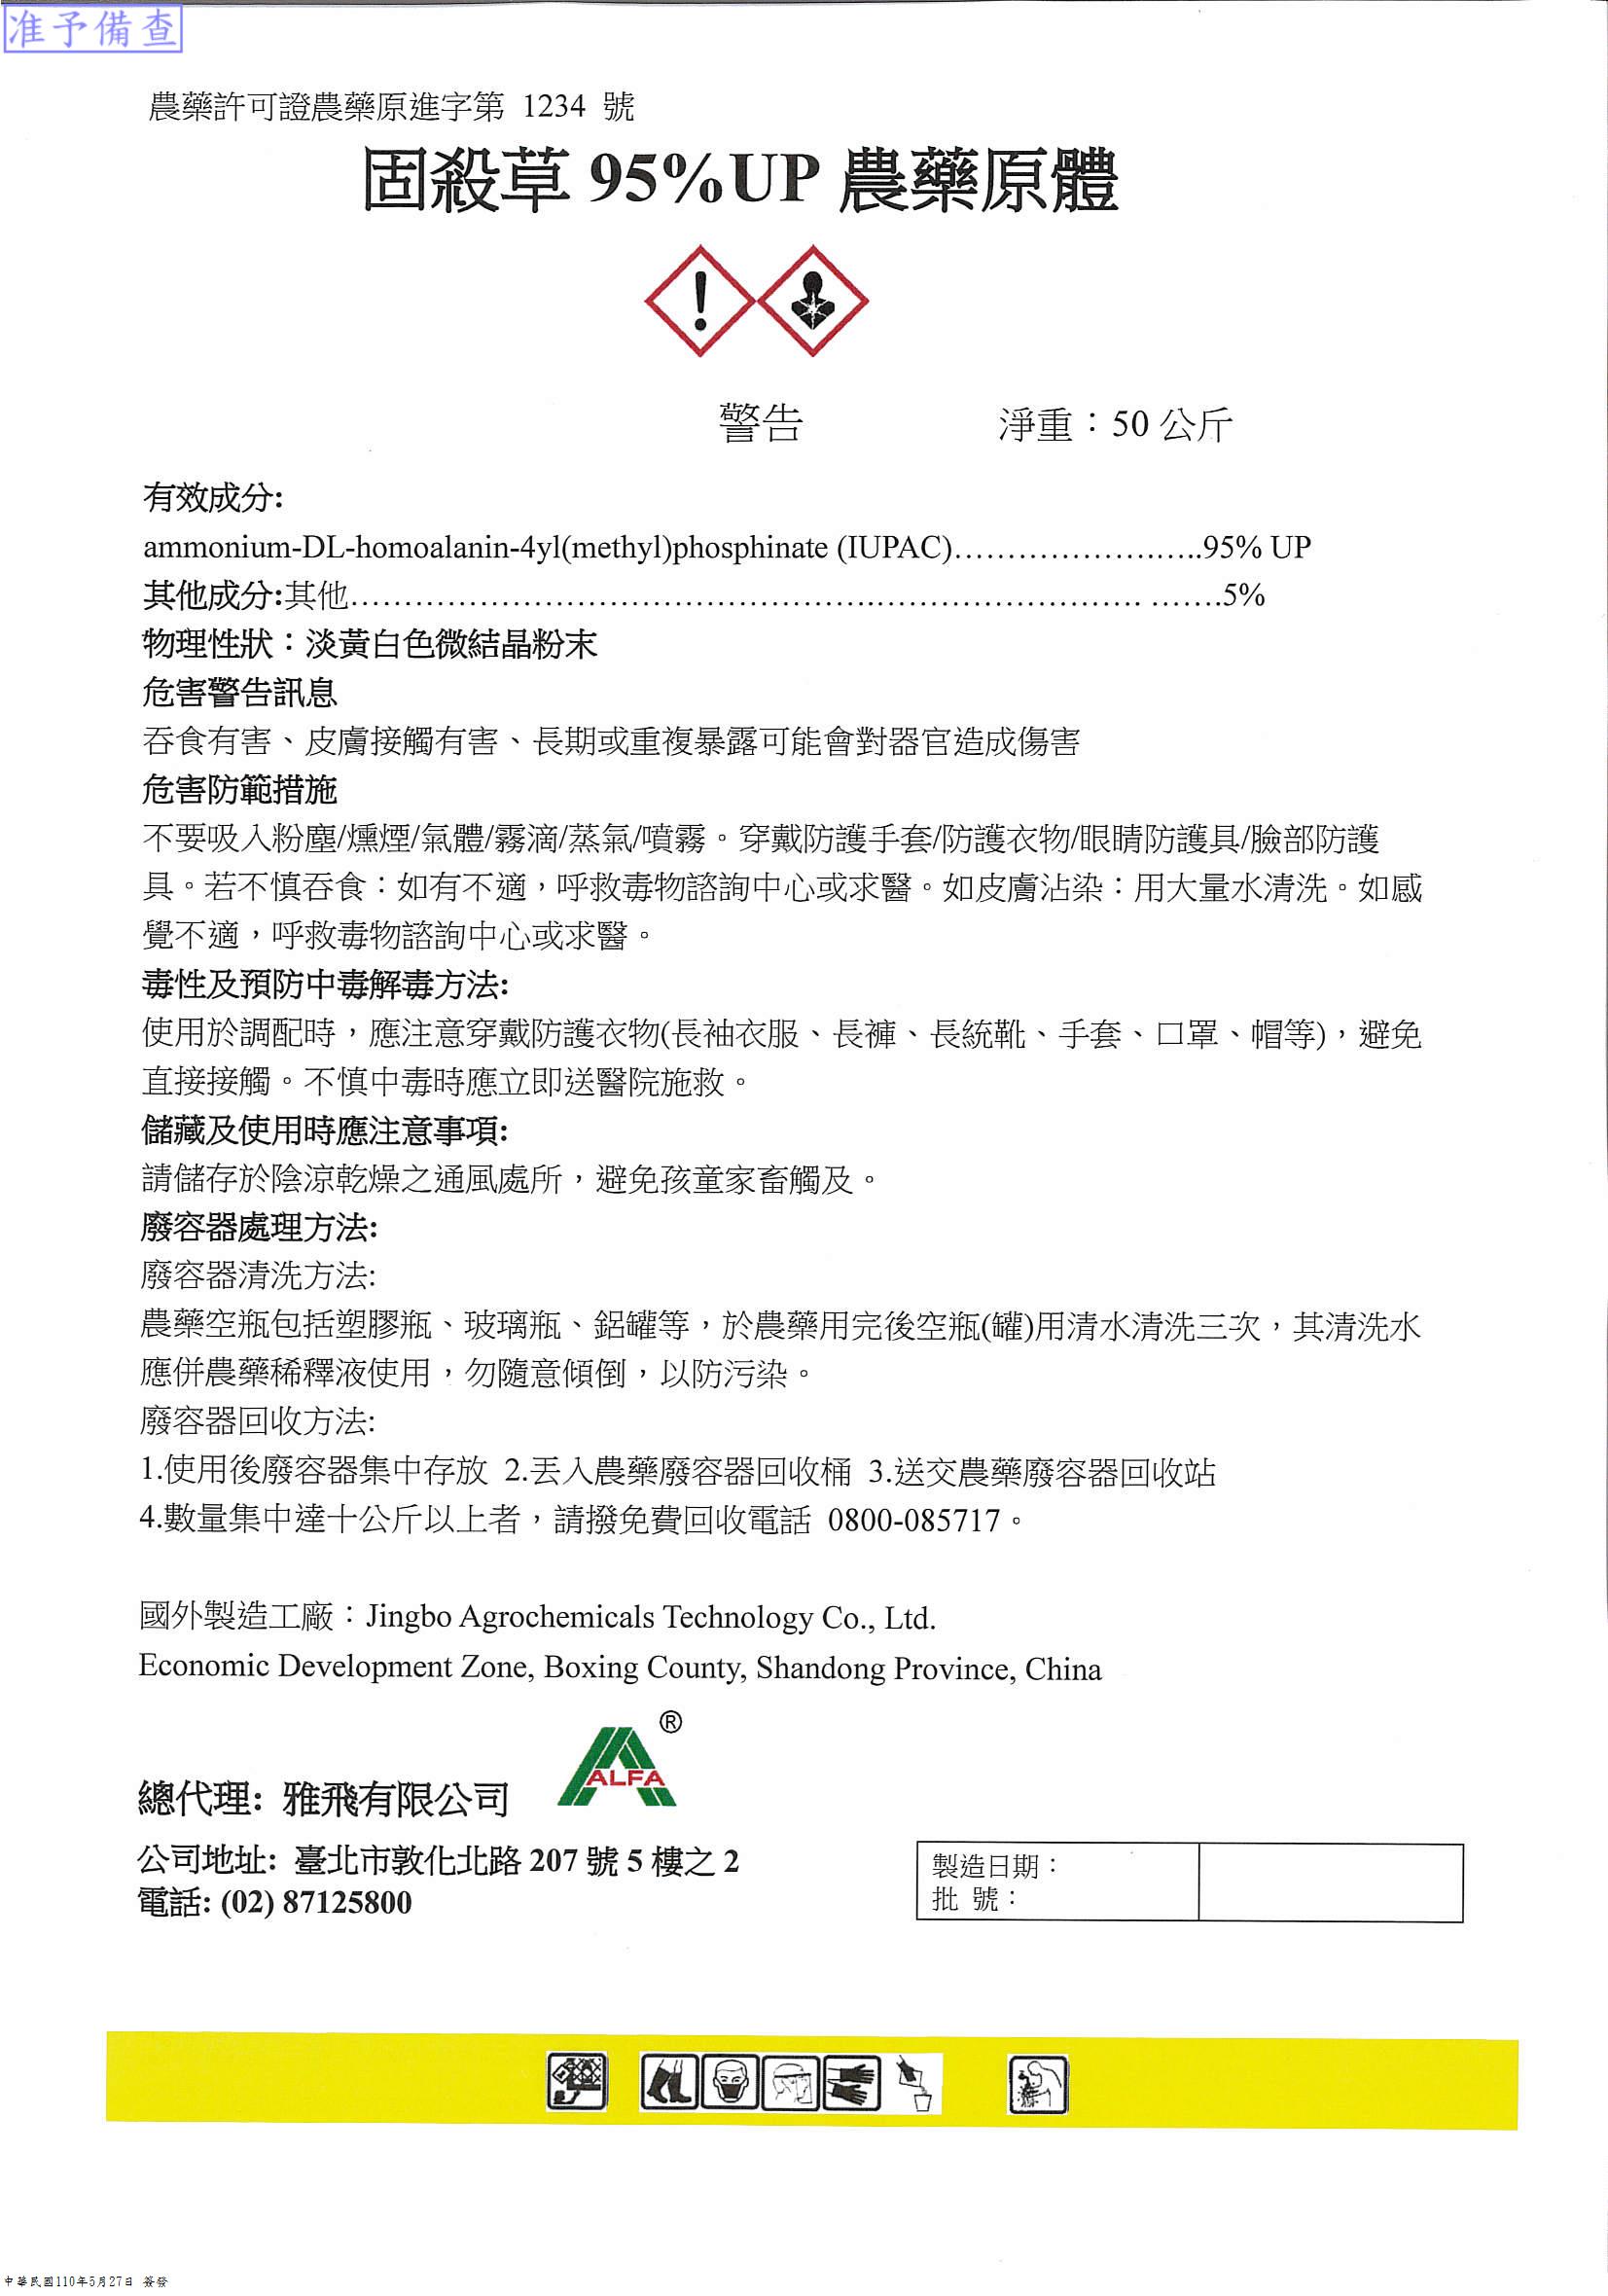 准予備查
農藥許可證農藥原進字第 1234 號
固殺草 95%UP 農藥原體
警告 淨重：50 公斤
有效成分:
ammonium-DL-homoalanin-4yl(methyl)phosphinate (IUPAC)........................95% UP
其他成分:其他................................................................................5%
物理性狀：淡黃白色微結晶粉末
危害警告訊息
吞食有害、皮膚接觸有害、長期或重複暴露可能會對器官造成傷害
危害防範措施
不要吸入粉塵/燻煙/氣體/霧滴/蒸氣/噴霧。穿戴防護手套/防護衣物/眼睛防護具/臉部防護
具。若不慎吞食：如有不適，呼救毒物諮詢中心或求醫。如皮膚沾染：用大量水清洗。如感
覺不適，呼救毒物諮詢中心或求醫。
毒性及預防中毒解毒方法:
使用於調配時，應注意穿戴防護衣物(長袖衣服、長褲、長統靴、手套、口罩、帽等)，避免
直接接觸。不慎中毒時應立即送醫院施救。
儲藏及使用時應注意事項:
請儲存於陰涼乾燥之通風處所，避免孩童家畜觸及。
廢容器處理方法:
廢容器清洗方法:
農藥空瓶包括塑膠瓶、玻璃瓶、鋁罐等，於農藥用完後空瓶(罐)用清水清洗三次，其清洗水
應併農藥稀釋液使用，勿隨意傾倒，以防污染。
廢容器回收方法:
1.使用後廢容器集中存放 2.丟入農藥廢容器回收桶 3.送交農藥廢容器回收站
4.數量集中達十公斤以上者，請撥免費回收電話 0800-085717。
國外製造工廠：Jingbo Agrochemicals Technology Co., Ltd.
Economic Development Zone, Boxing County, Shandong Province, China
ALFA ®
總代理: 雅飛有限公司
公司地址: 臺北市敦化北路 207 號 5 樓之 2
電話: (02) 87125800
製造日期：
批 號：
中華民國110年5月27日 簽發